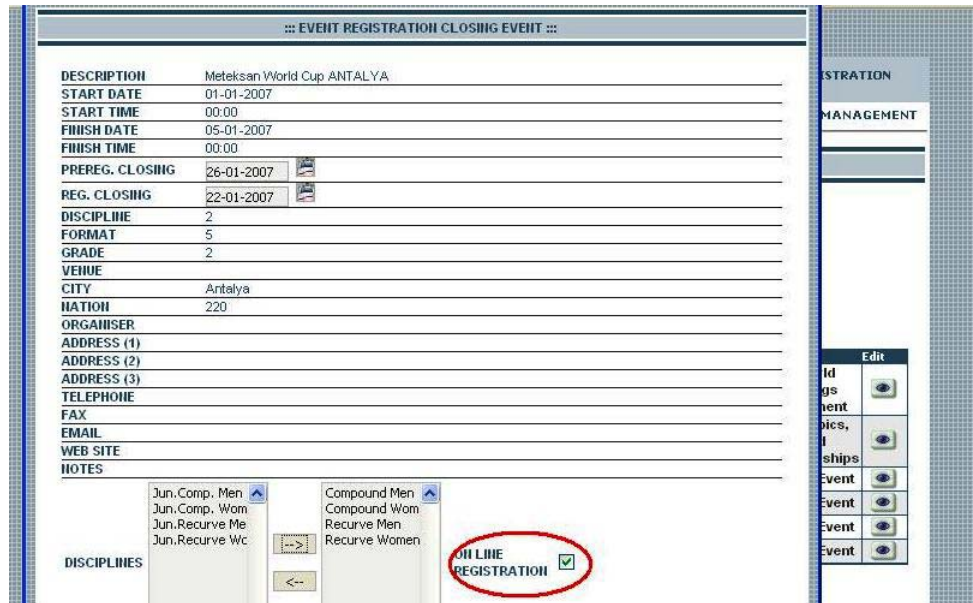 ::: EVENT REGISTRATION CLOSING EVENT :::
DESCRIPTION Meteksan World Cup ANTALYA
START DATE 01-01-2007
START TIME 00:00
FINISH DATE 05-01-2007
FINISH TIME 00:00
PREREG. CLOSING 26-01-2007
REG. CLOSING 22-01-2007
DISCIPLINE 2
FORMAT 5
GRADE 2
VENUE
CITY Antalya
NATION 220
ORGANISER
ADDRESS (1)
ADDRESS (2)
ADDRESS (3)
TELEPHONE
FAX
EMAIL
WEB SITE
NOTES
DISCIPLINES
Jun.Comp. Men
Jun.Comp. Wom
Jun.Recurve Me
Jun.Recurve Wc
-->
<--
Compound Men
Compound Wom
Recurve Men
Recurve Women
ON LINE
REGISTRATION
ISTRATION
MANAGEMENT
Edit
ld
gs
nent
pics,
ships
Event
Event
Event
Event